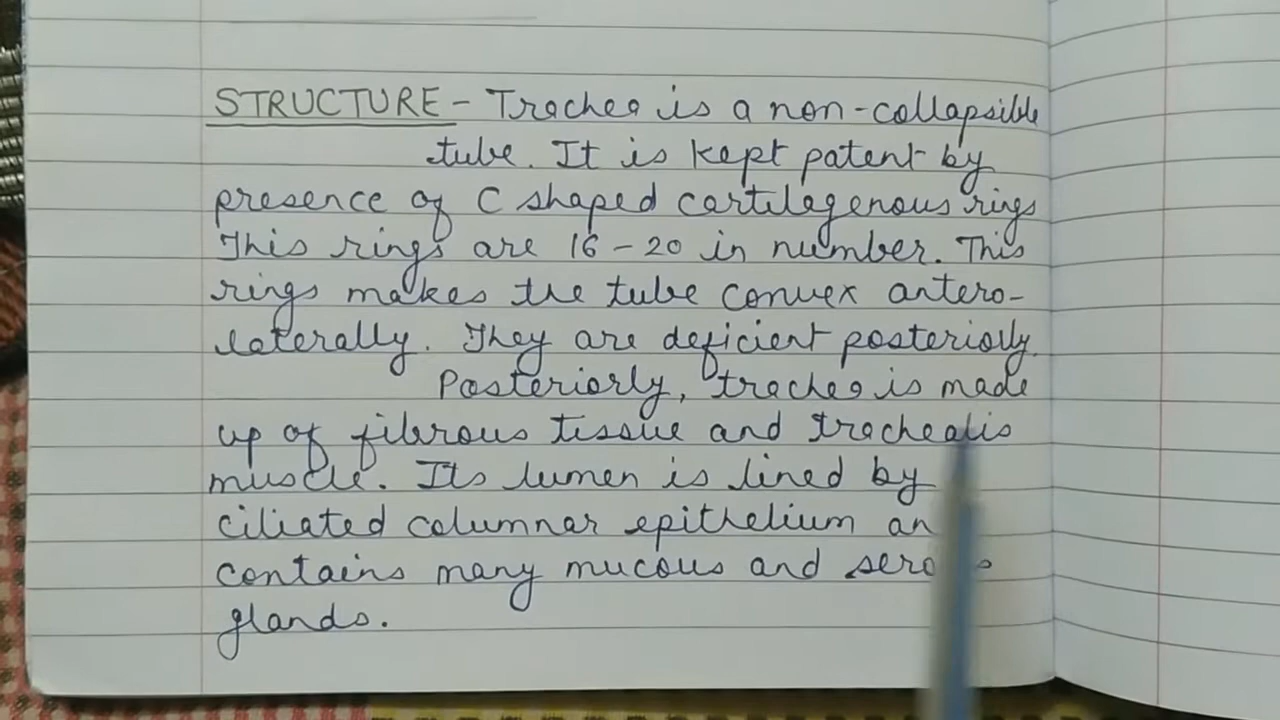 STRUCTURE - Trachea is a non-collapsible
tube. It is kept patent by
presence of C shaped cartilagenous rings
This rings are 16-20 in number. This
rings makes the tube convex antero-
laterally. They are deficient posteriorly.
Posteriorly, trachea is made
up of fibrous tissue and trachealis
muscle. Its lumen is lined by
ciliated columnar epithelium
contains many mucous and
glands.